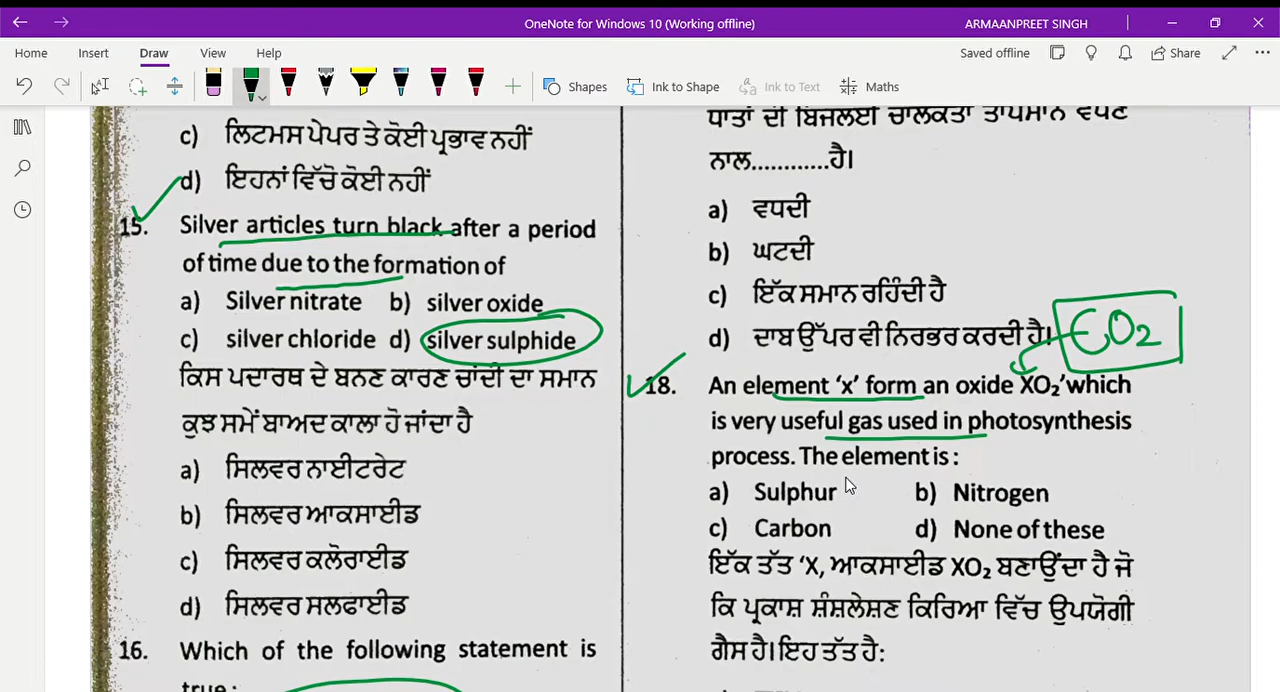 OneNote for Windows 10 (Working offline)
ARMAANPREET SINGH
Home Insert Draw View Help
Saved offline
Share
Shapes
Ink to Shape
Ink to Text
Maths
c) ਲਿਟਮਸ ਪੇਪਰ ਤੇ ਕੋਈ ਪ੍ਰਭਾਵ ਨਹੀਂ
d) ਇਹਨਾਂ ਵਿੱਚੋ ਕੋਈ ਨਹੀਂ
15. Silver articles turn black after a period
of time due to the formation of
a) Silver nitrate b) silver oxide
c) silver chloride d) silver sulphide
ਕਿਸ ਪਦਾਰਥ ਦੇ ਬਨਣ ਕਾਰਣ ਚਾਂਦੀ ਦਾ ਸਮਾਨ
ਕੁਝ ਸਮੇਂ ਬਾਅਦ ਕਾਲਾ ਹੋ ਜਾਂਦਾ ਹੈ
a) ਸਿਲਵਰ ਨਾਈਟਰੇਟ
b) ਸਿਲਵਰ ਆਕਸਾਈਡ
c) ਸਿਲਵਰ ਕਲੋਰਾਈਡ
d) ਸਿਲਵਰ ਸਲਫਾਈਡ
16. Which of the following statement is
true :
ਧਾਤਾਂ ਦੀ ਬਿਜਲਈ ਚਾਲਕਤਾ ਤਾਪਮਾਨ ਵਧਣ
ਨਾਲ............ਹੈ।
a) ਵਧਦੀ
b) ਘਟਦੀ
c) ਇੱਕ ਸਮਾਨ ਰਹਿੰਦੀ ਹੈ
d) ਦਾਬ ਉੱਪਰ ਵੀ ਨਿਰਭਰ ਕਰਦੀ ਹੈ।
CO₂
18. An element ‘x’ form an oxide XO₂’ which
is very useful gas used in photosynthesis
process. The element is :
a) Sulphur b) Nitrogen
c) Carbon d) None of these
ਇੱਕ ਤੱਤ ‘X, ਆਕਸਾਈਡ XO₂ ਬਣਾਉਂਦਾ ਹੈ ਜੋ
ਕਿ ਪ੍ਰਕਾਸ਼ ਸੰਸ਼ਲੇਸ਼ਣ ਕਿਰਿਆ ਵਿੱਚ ਉਪਯੋਗੀ
ਗੈਸ ਹੈ। ਇਹ ਤੱਤ ਹੈ: